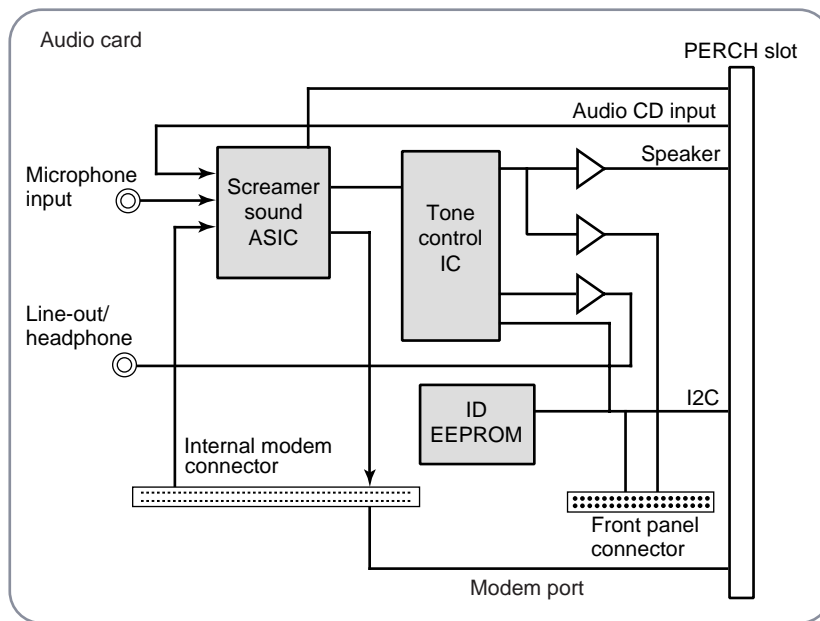 Audio card
PERCH slot
Audio CD input
Microphone
input
Screamer
sound
ASIC
Speaker
Tone
control
IC
Line-out/
headphone
ID
EEPROM
I2C
Internal modem
connector
Front panel
connector
Modem port